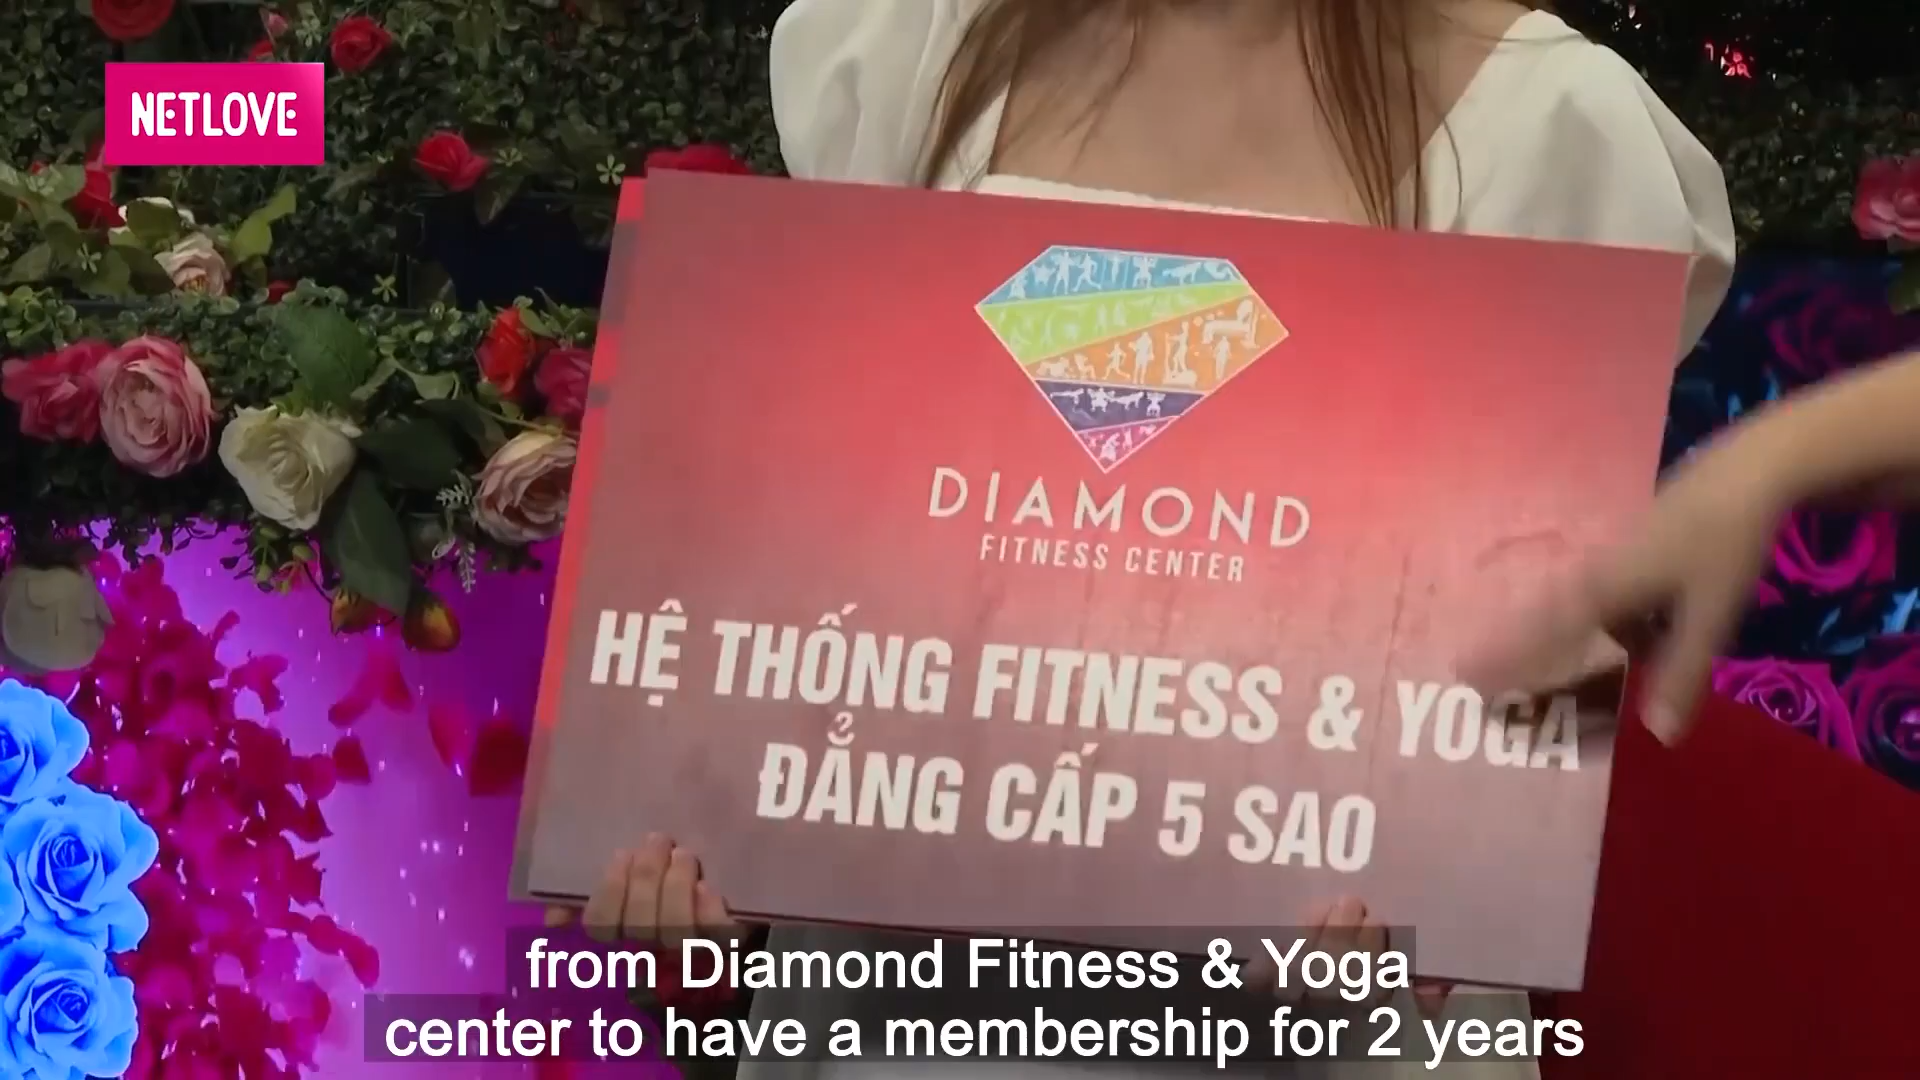 NETLOVE
DIAMOND
FITNESS CENTER
HỆ THỐNG FITNESS & YOGA
ĐẲNG CẤP 5 SAO
from Diamond Fitness & Yoga
center to have a membership for 2 years